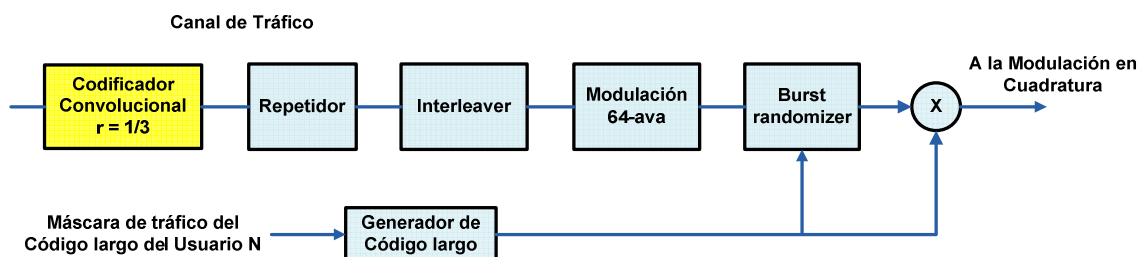 Canal de Tráfico
Codificador
Convolucional
r = 1/3
Repetidor
Interleaver
Modulación
64-ava
Burst
randomizer
X
A la Modulación en
Cuadratura
Máscara de tráfico del
Código largo del Usuario N
Generador de
Código largo